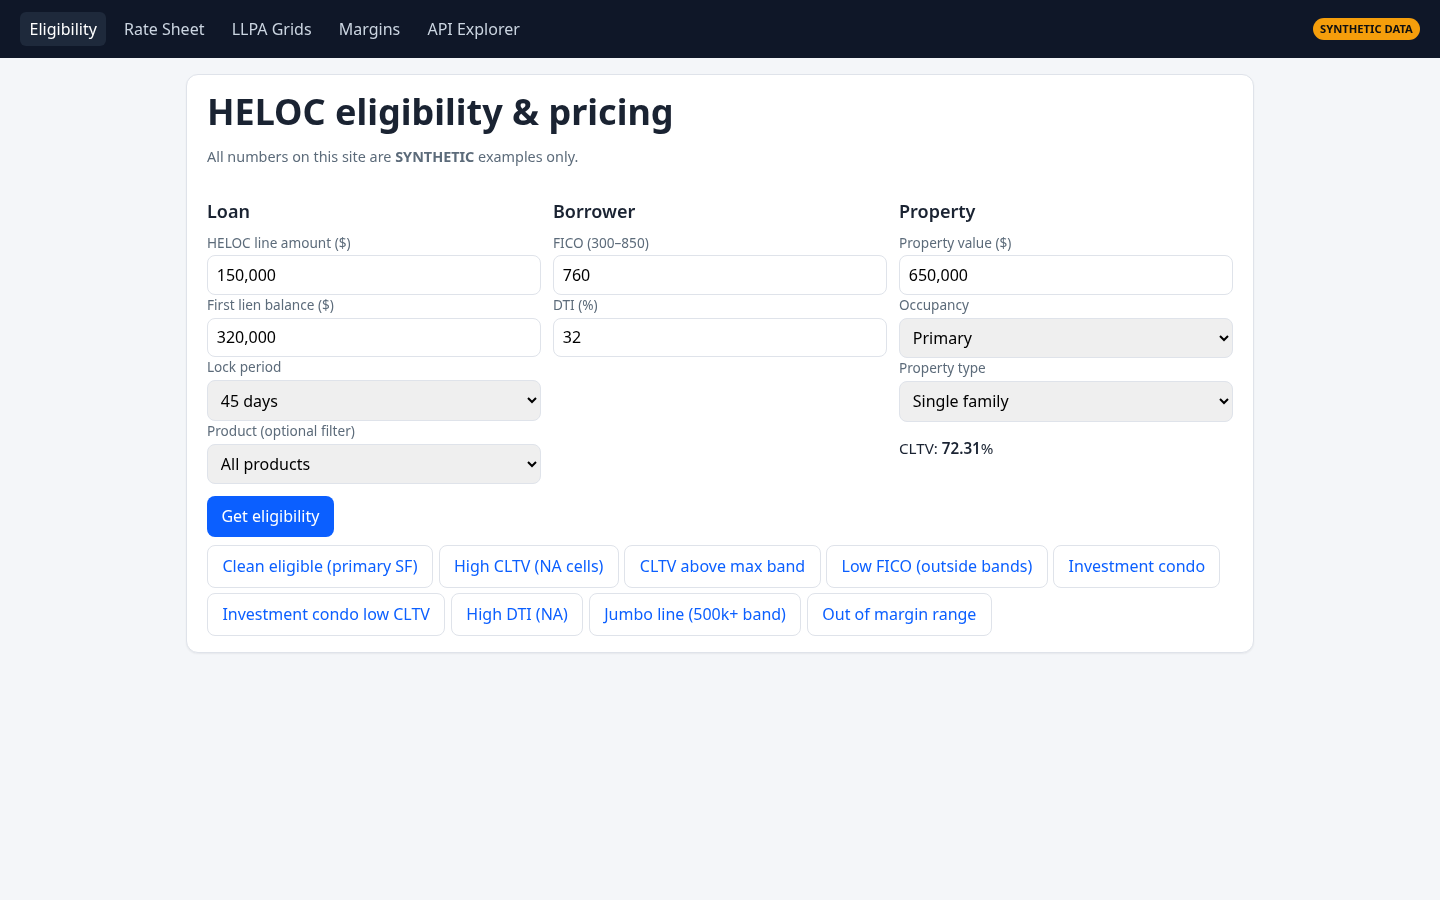 Eligibility Rate Sheet LLPA Grids Margins API Explorer SYNTHETIC DATA
HELOC eligibility & pricing
All numbers on this site are SYNTHETIC examples only.
Loan
HELOC line amount ($)
150,000
First lien balance ($)
320,000
Lock period
45 days
Product (optional filter)
All products
Borrower
FICO (300–850)
760
DTI (%)
32
Property
Property value ($)
650,000
Occupancy
Primary
Property type
Single family
CLTV: 72.31%
Get eligibility
Clean eligible (primary SF) High CLTV (NA cells) CLTV above max band Low FICO (outside bands) Investment condo
Investment condo low CLTV High DTI (NA) Jumbo line (500k+ band) Out of margin range